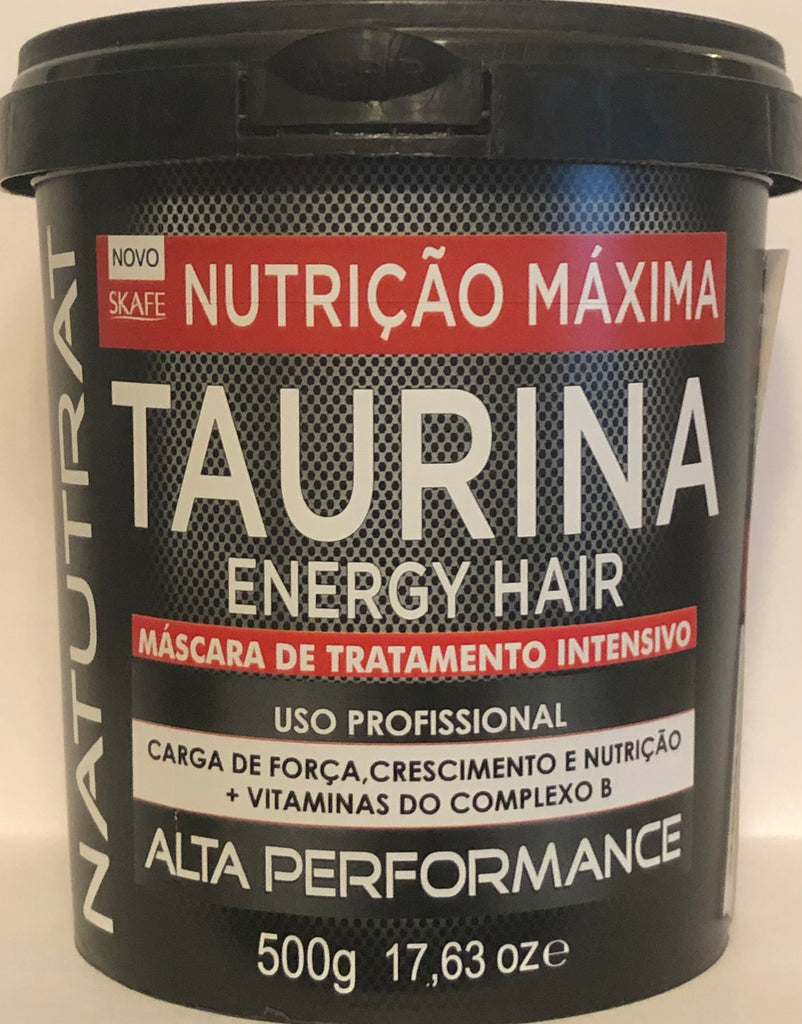 ABRIR
NOVO
SKAFE
NUTRIÇÃO MÁXIMA
TAURINA
ENERGY HAIR
MÁSCARA DE TRATAMENTO INTENSIVO
USO PROFISSIONAL
CARGA DE FORÇA,CRESCIMENTO E NUTRIÇÃO
+ VITAMINAS DO COMPLEXO B
ALTA PERFORMANCE
500g 17,63 oz℮
NATUTRAT